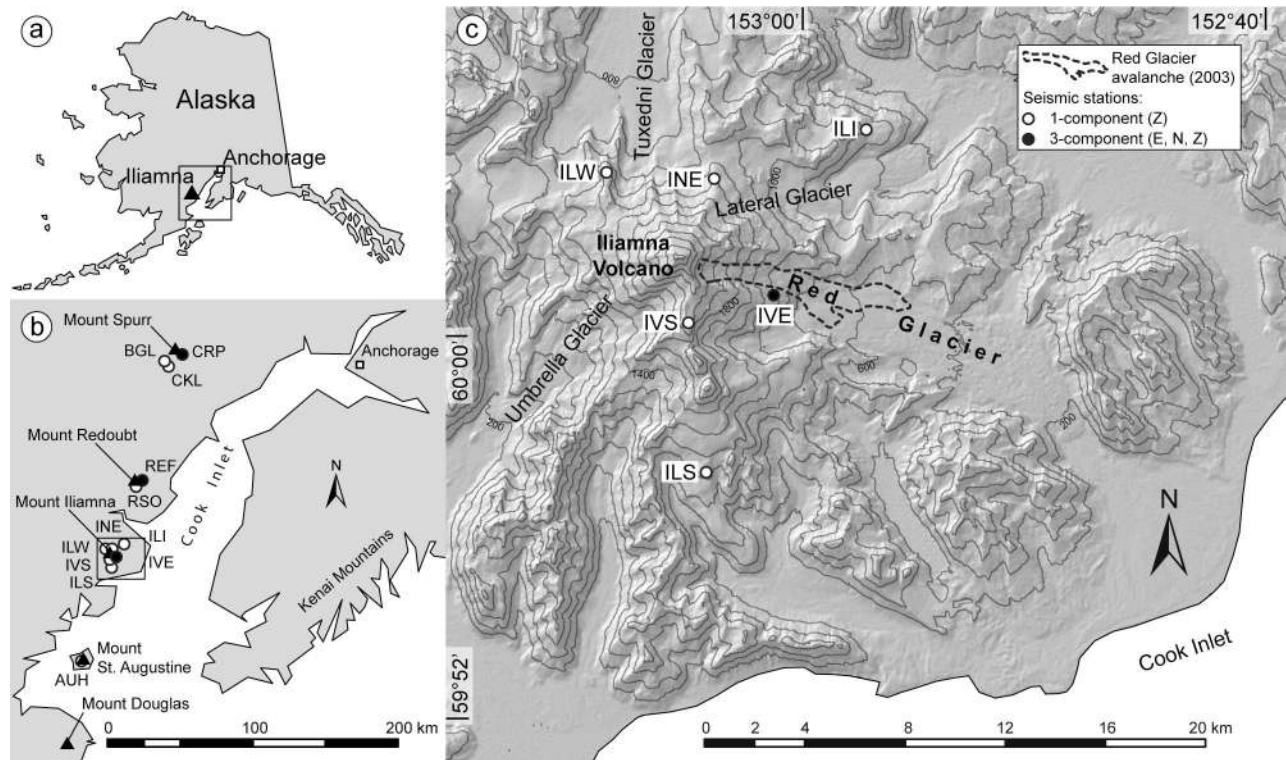 a
Alaska
Anchorage
Iliamna
b
Mount Spurr
BGL
CRP
CKL
Anchorage
Mount Redoubt
REF
RSO
Mount Iliamna
INE
ILI
ILW
IVS
IVE
ILS
Cook Inlet
N
Kenai Mountains
Mount
St. Augustine
AUH
Mount Douglas
0
100
200 km
c
153°00'
152°40'
Red Glacier
avalanche (2003)
Seismic stations:
1-component (Z)
3-component (E, N, Z)
800
Tuxedni Glacier
ILI
ILW
INE
1000
Lateral Glacier
Iliamna
Volcano
Red
Glacier
IVE
1800
IVS
Umbrella Glacier
60°00'
1400
600
200
200
ILS
N
Cook Inlet
59°52'
0
2
4
8
12
16
20 km